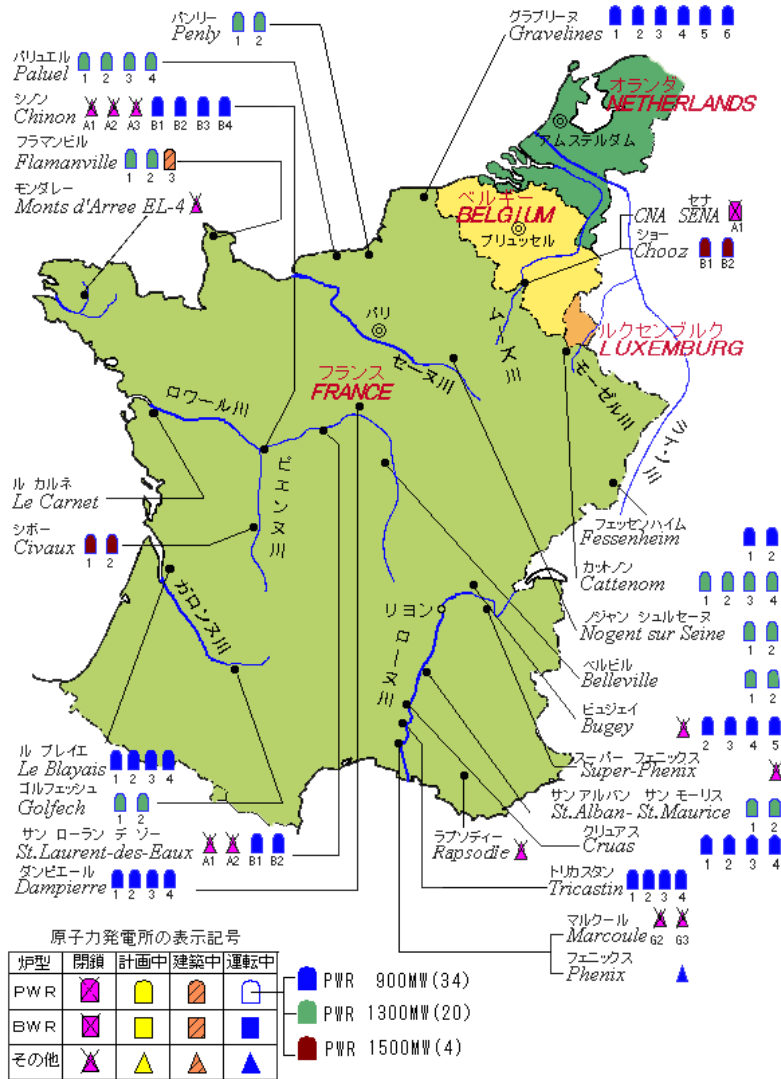 パンリー
Penly
1 2
グラブリーヌ
Gravelines
1 2 3 4 5 6
パリュエル
Paluel
1 2 3 4
シノン
Chinon
A1 A2 A3 B1 B2 B3 B4
フラマンビル
Flamanville
1 2 3
モンダレー
Monts d'Arree EL-4
オランダ
NETHERLANDS
アムステルダム
ベルギー
BELGIUM
ブリュッセル
セナ
CNA SENA
A1
ショー
Chooz
B1 B2
パリ
セーヌ川
ムーズ川
ルクセンブルク
LUXEMBURG
モーゼル川
ライン川
フランス
FRANCE
ロワール川
ビェンヌ川
ル カルネ
Le Carnet
シボー
Civaux
1 2
ガロンヌ川
フェッセンハイム
Fessenheim
1 2
カットノン
Cattenom
1 2 3 4
リヨン
ローヌ川
ノジャン シュルセーヌ
Nogent sur Seine
1 2
ベルビル
Belleville
1 2
ビュジェイ
Bugey
2 3 4 5
ル ブレイエ
Le Blayais
1 2 3 4
スーパー フェニックス
Super-Phenix
ゴルフェッシュ
Golfech
1 2
サン アルバン サン モーリス
St.Alban- St.Maurice
1 2
サン ローラン デ ゾー
St.Laurent-des-Eaux
A1 A2 B1 B2
ラプソディー
Rapsodie
クリュアス
Cruas
1 2 3 4
ダンピエール
Dampierre
1 2 3 4
トリカスタン
Tricastin
1 2 3 4
マルクール
Marcoule
G2 G3
フェニックス
Phenix
原子力発電所の表示記号
炉型 閉鎖 計画中 建築中 運転中
PWR
BWR
その他
PWR 900MW(34)
PWR 1300MW(20)
PWR 1500MW(4)